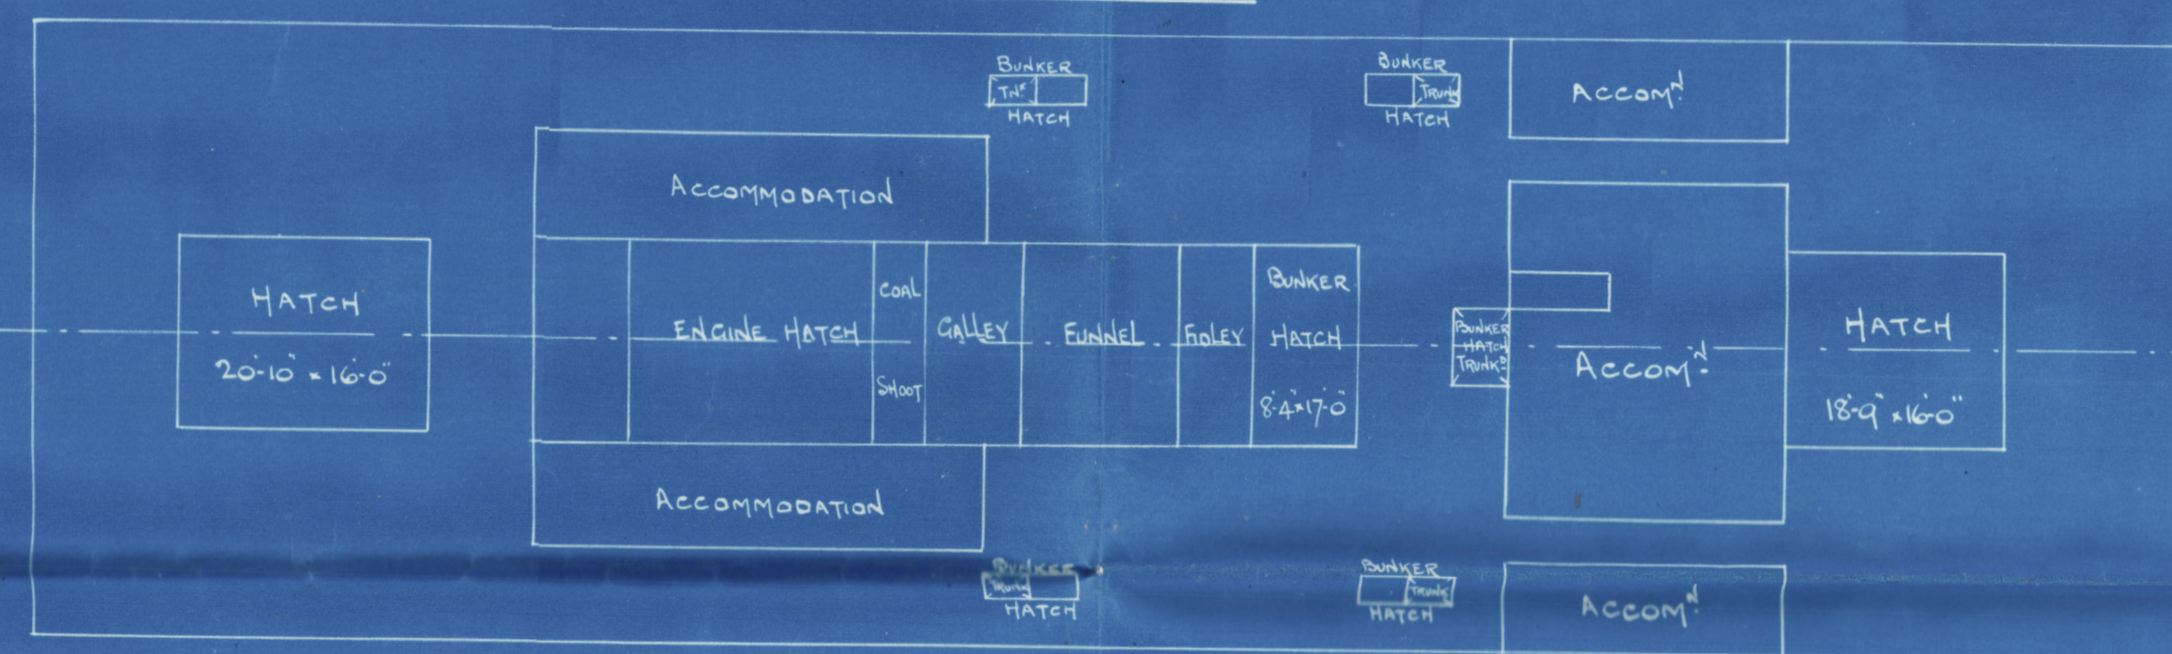 BUNKER
TNK
HATCH
BUNKER
TRUNK
HATCH
ACCOMN.
ACCOMMODATION
HATCH
20'-10" × 16'-0"
ENGINE HATCH
COAL
SHOOT
GALLEY
FUNNEL
FIDLEY
BUNKER
HATCH
8'-4" × 17'-0"
BUNKER
HATCH
TRUNKD
ACCOMN.
HATCH
18'-9" × 16'-0"
ACCOMMODATION
BUNKER
TRUNK
HATCH
BUNKER
TRUNK
HATCH
ACCOMN.